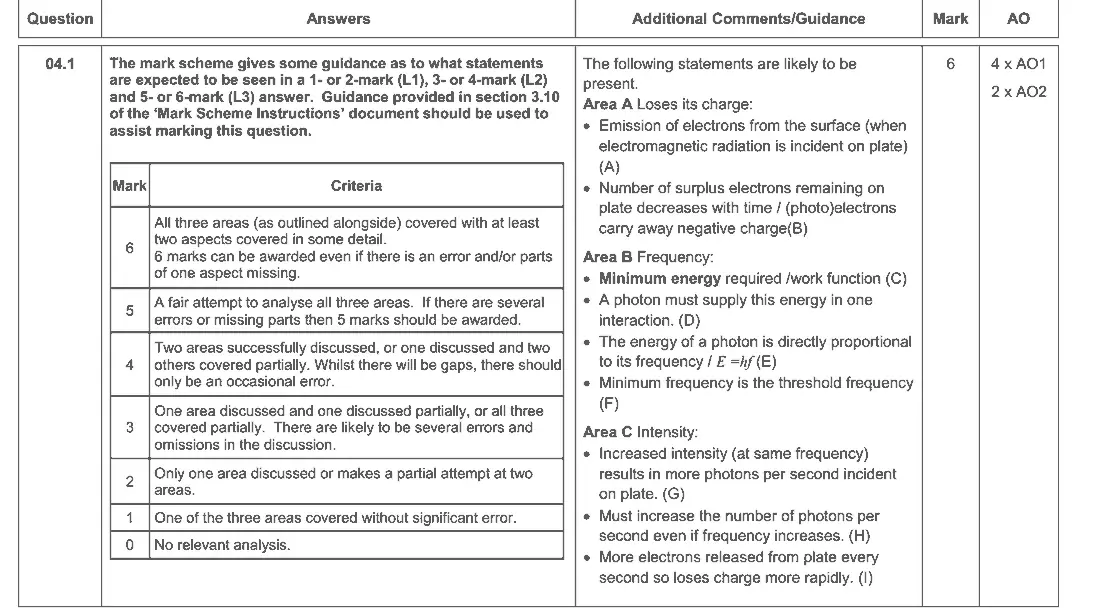 Question Answers Additional Comments/Guidance Mark AO
04.1
The mark scheme gives some guidance as to what statements
are expected to be seen in a 1- or 2-mark (L1), 3- or 4-mark (L2)
and 5- or 6-mark (L3) answer. Guidance provided in section 3.10
of the ‘Mark Scheme Instructions’ document should be used to
assist marking this question.
Mark Criteria
6
All three areas (as outlined alongside) covered with at least
two aspects covered in some detail.
6 marks can be awarded even if there is an error and/or parts
of one aspect missing.
5
A fair attempt to analyse all three areas. If there are several
errors or missing parts then 5 marks should be awarded.
4
Two areas successfully discussed, or one discussed and two
others covered partially. Whilst there will be gaps, there should
only be an occasional error.
3
One area discussed and one discussed partially, or all three
covered partially. There are likely to be several errors and
omissions in the discussion.
2
Only one area discussed or makes a partial attempt at two
areas.
1 One of the three areas covered without significant error.
0 No relevant analysis.
The following statements are likely to be
present.
Area A Loses its charge:
• Emission of electrons from the surface (when
electromagnetic radiation is incident on plate)
(A)
• Number of surplus electrons remaining on
plate decreases with time / (photo)electrons
carry away negative charge(B)
Area B Frequency:
• Minimum energy required /work function (C)
• A photon must supply this energy in one
interaction. (D)
• The energy of a photon is directly proportional
to its frequency / E =hf (E)
• Minimum frequency is the threshold frequency
(F)
Area C Intensity:
• Increased intensity (at same frequency)
results in more photons per second incident
on plate. (G)
• Must increase the number of photons per
second even if frequency increases. (H)
• More electrons released from plate every
second so loses charge more rapidly. (I)
6
4 x AO1
2 x AO2